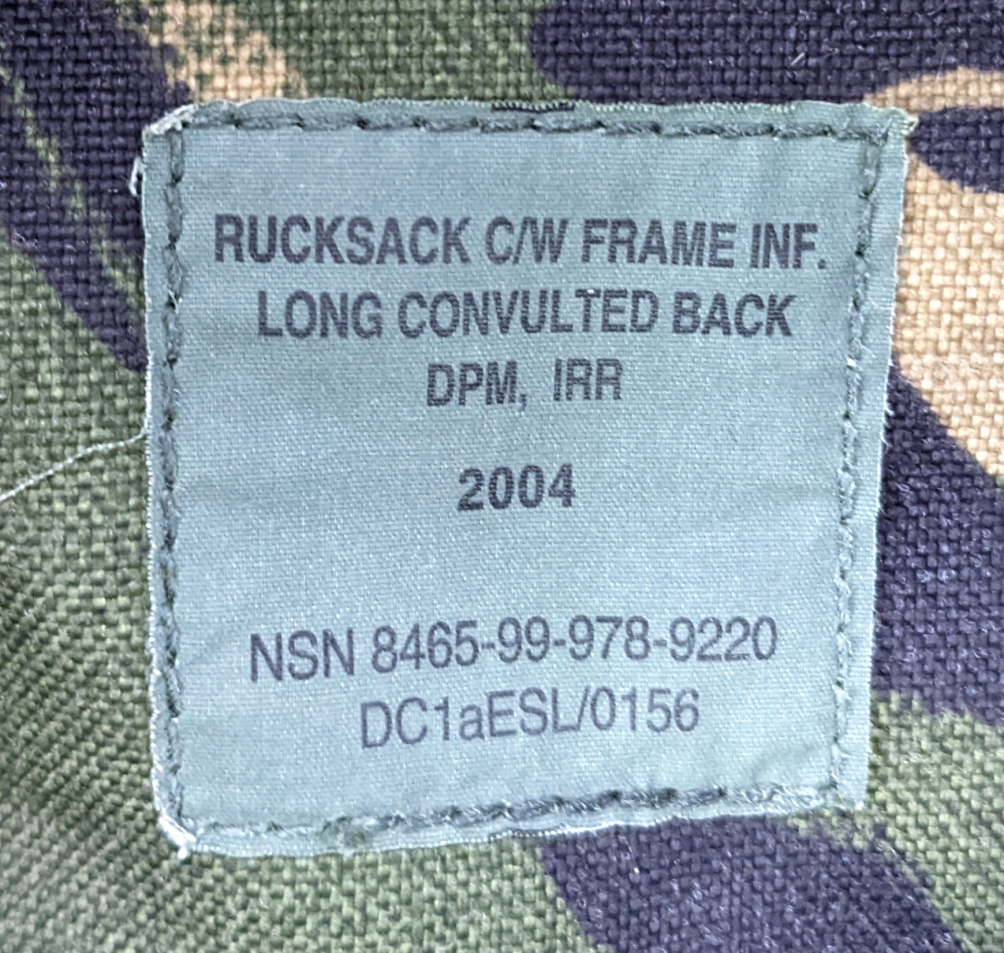 RUCKSACK C/W FRAME INF.
LONG CONVULTED BACK
DPM, IRR
2004
NSN 8465-99-978-9220
DC1aESL/0156